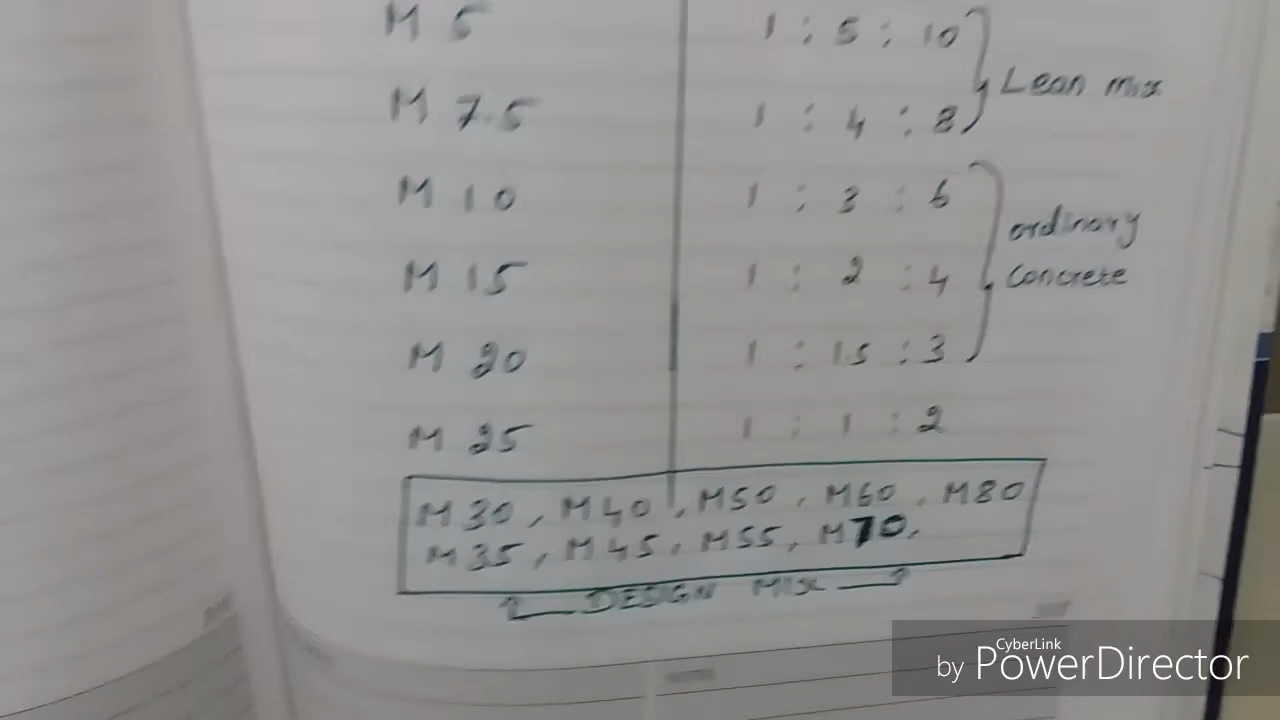 M 5 1 : 5 : 10
Lean mix
M 7.5 1 : 4 : 8
M 10 1 : 3 : 6
ordinary
M 15 1 : 2 : 4
Concrete
M 20 1 : 1.5 : 3
M 25 1 : 1 : 2
M30, M40, M50, M60, M80
M35, M45, M55, M70,
DESIGN MIX
CyberLink
by PowerDirector